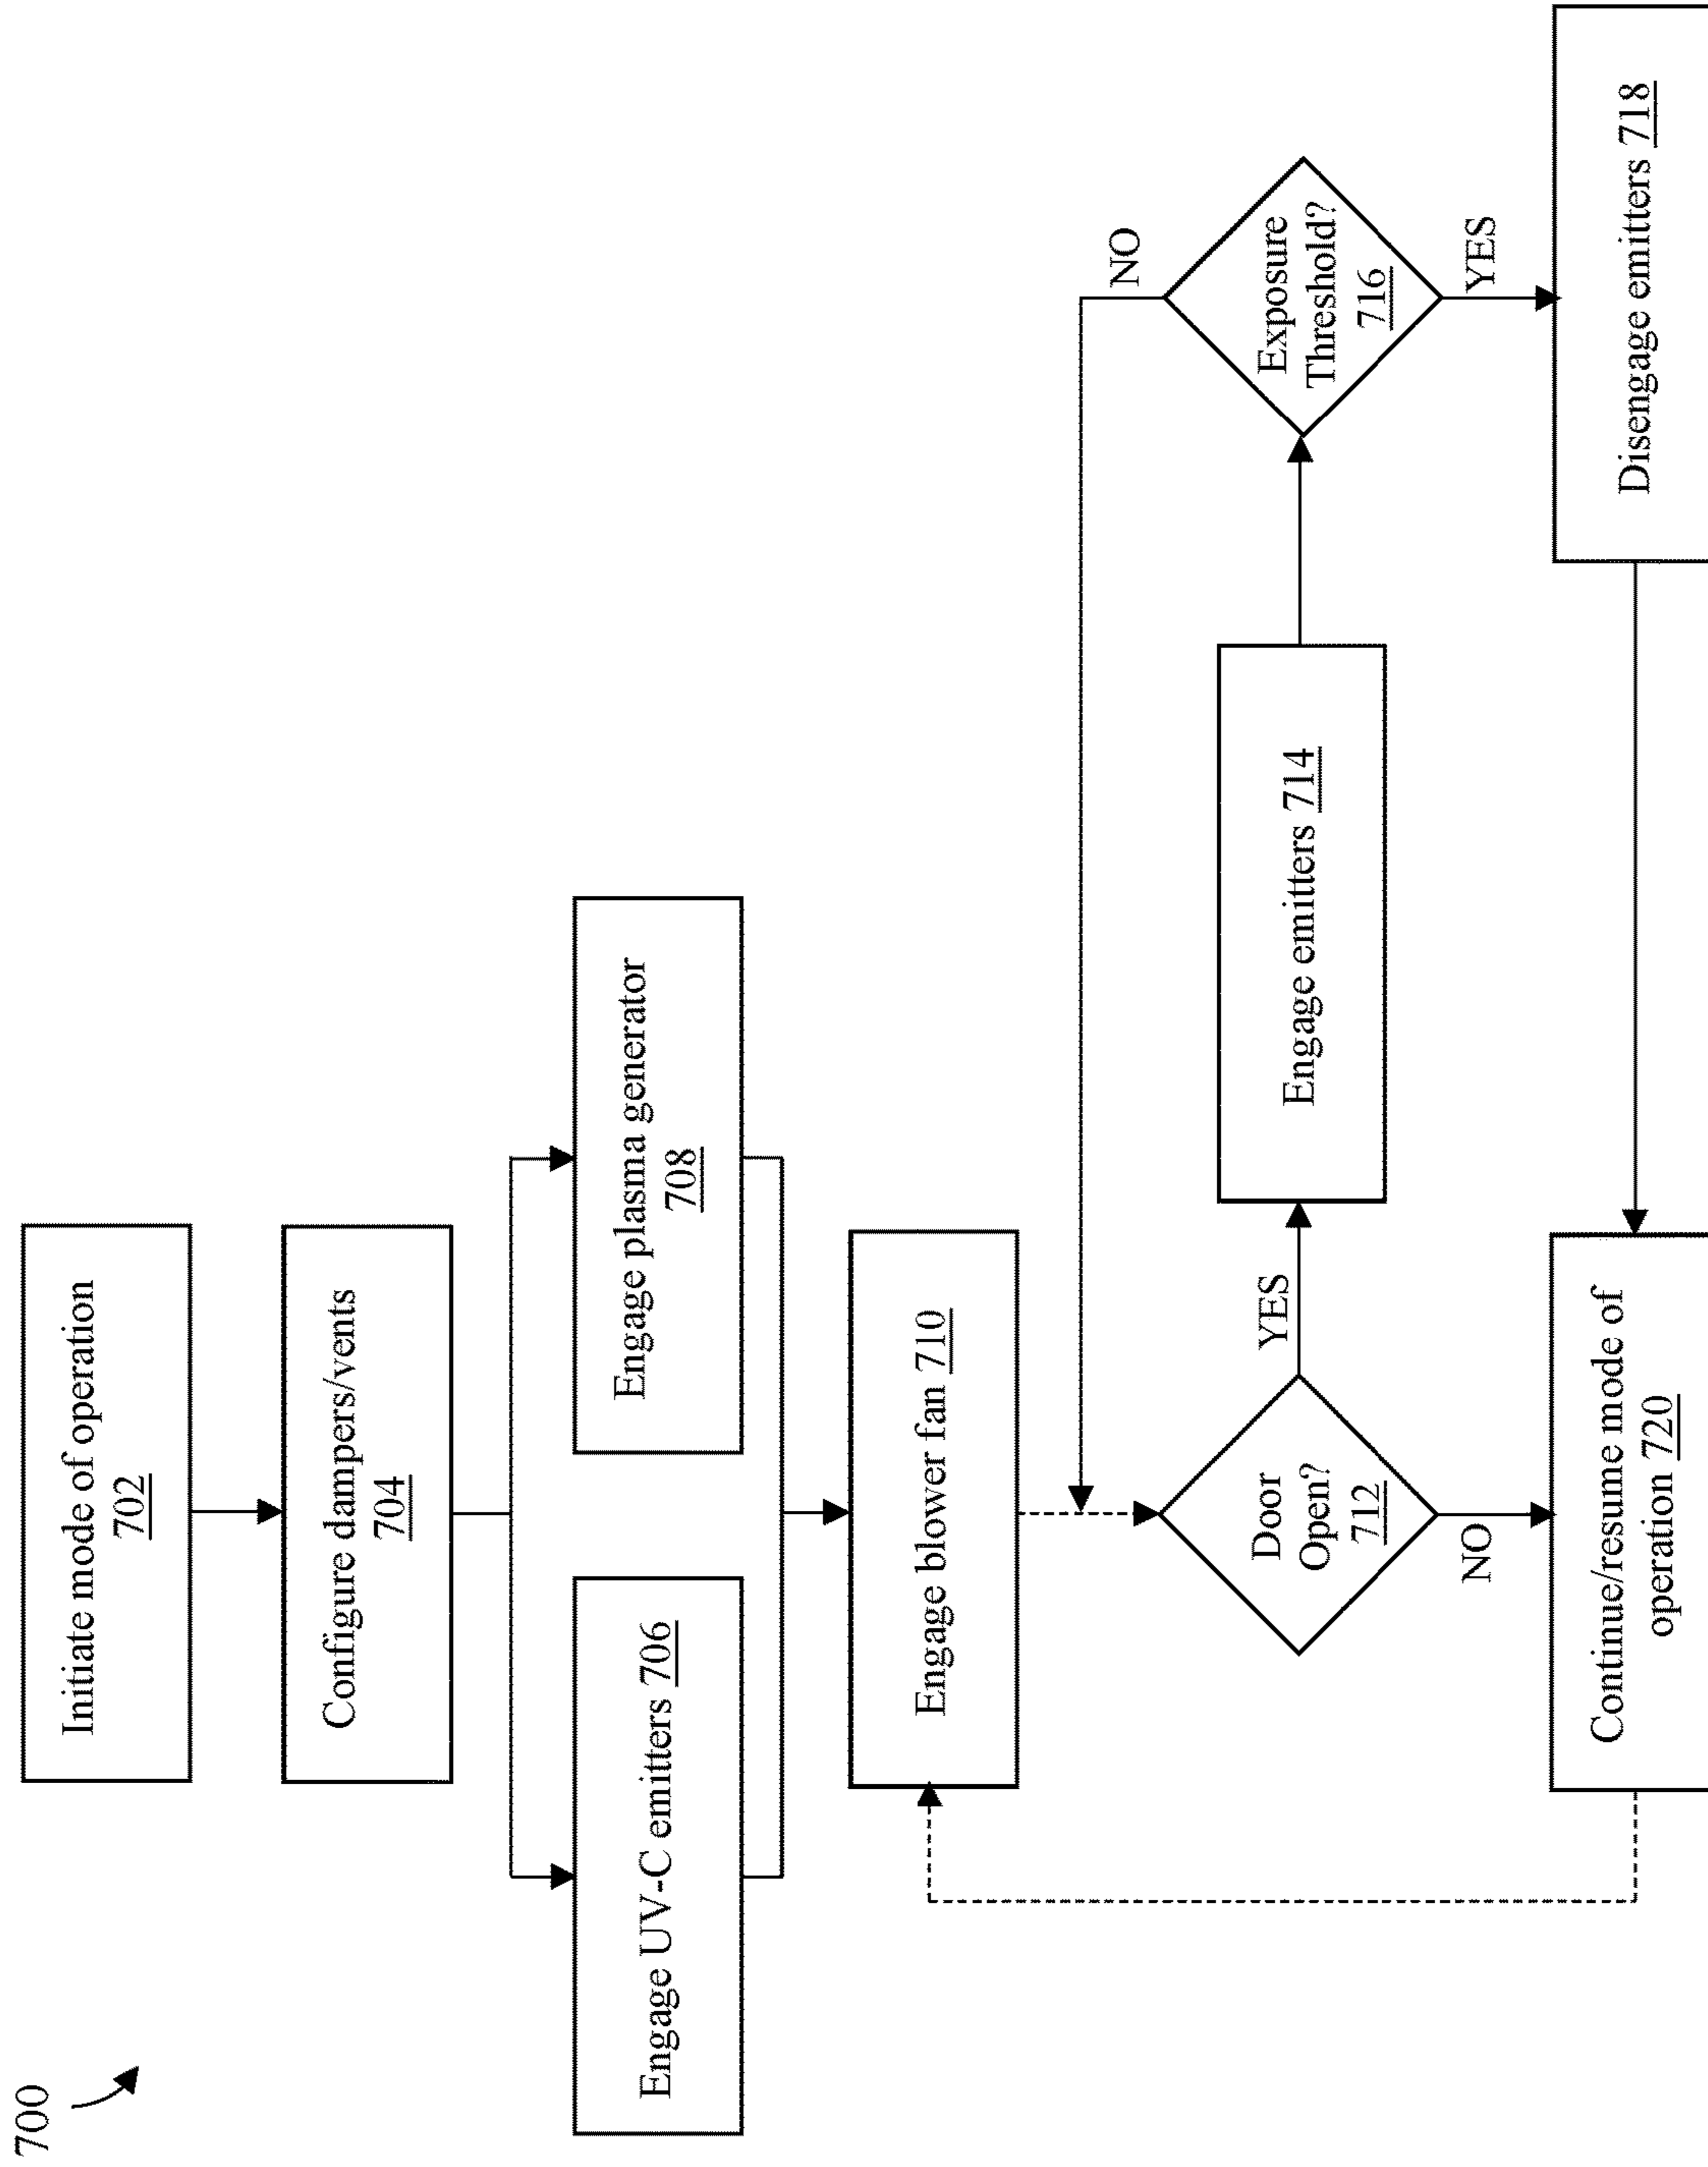 700
Initiate mode of operation
702
Configure dampers/vents
704
Engage UV-C emitters 706
Engage plasma generator
708
Engage blower fan 710
Door
Open?
712
YES
NO
Engage emitters 714
Exposure
Threshold?
716
NO
YES
Disengage emitters 718
Continue/resume mode of
operation 720